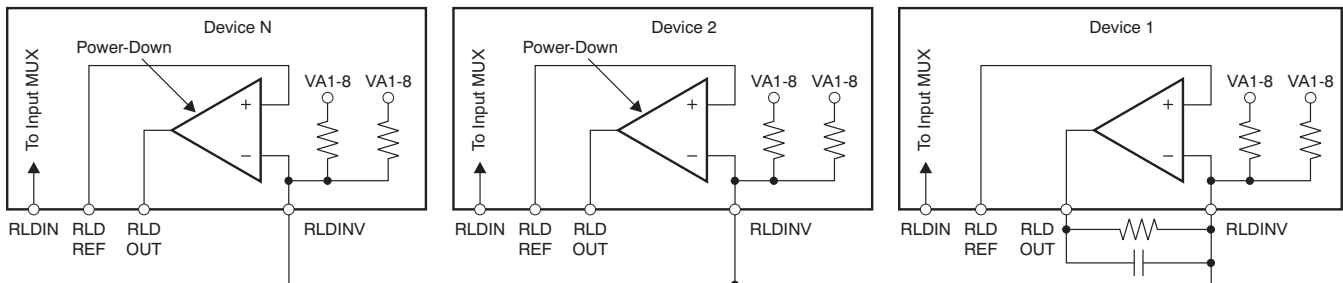 Device N
Power-Down
To Input MUX
VA1-8 VA1-8
+
−
RLDIN RLD REF RLD OUT RLDINV
Device 2
Power-Down
To Input MUX
VA1-8 VA1-8
+
−
RLDIN RLD REF RLD OUT RLDINV
Device 1
To Input MUX
VA1-8 VA1-8
+
−
RLDIN RLD REF RLD OUT RLDINV